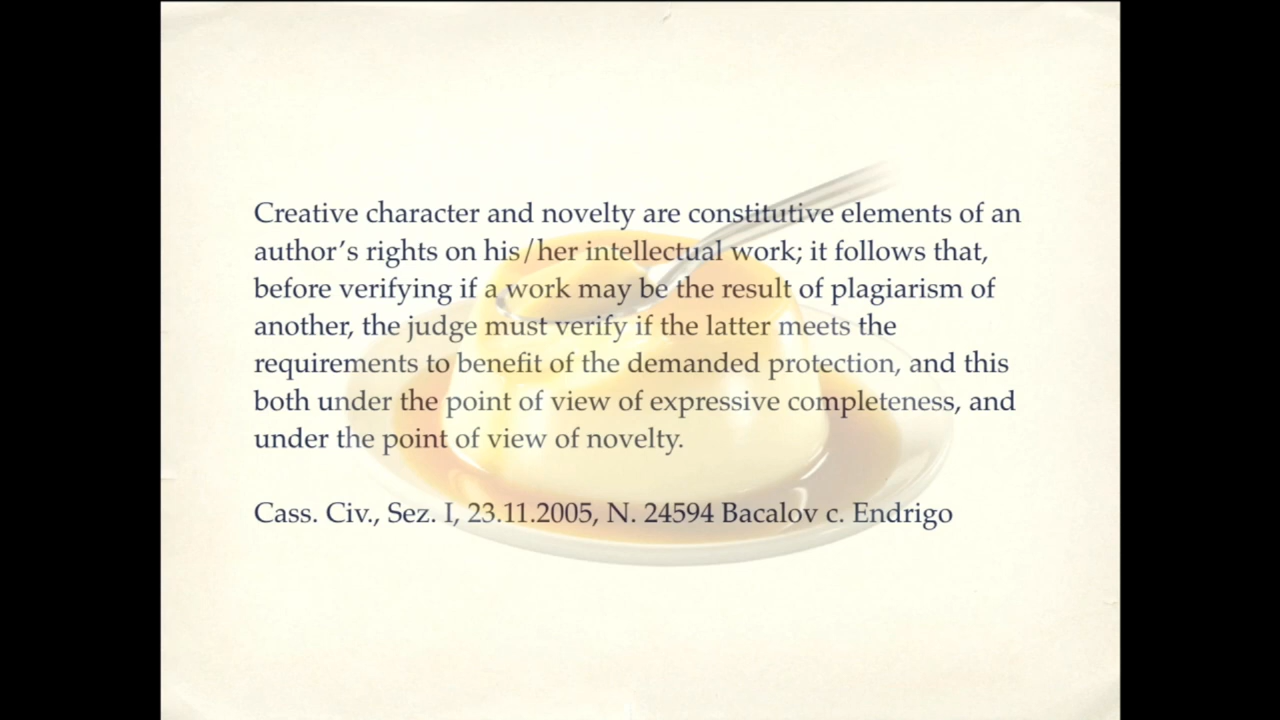 Creative character and novelty are constitutive elements of an
author's rights on his/her intellectual work; it follows that,
before verifying if a work may be the result of plagiarism of
another, the judge must verify if the latter meets the
requirements to benefit of the demanded protection, and this
both under the point of view of expressive completeness, and
under the point of view of novelty.
Cass. Civ., Sez. I, 23.11.2005, N. 24594 Bacalov c. Endrigo